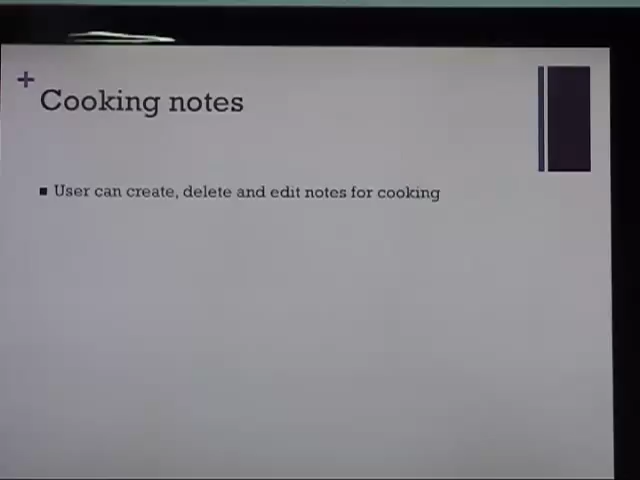 +
Cooking notes
■ User can create, delete and edit notes for cooking